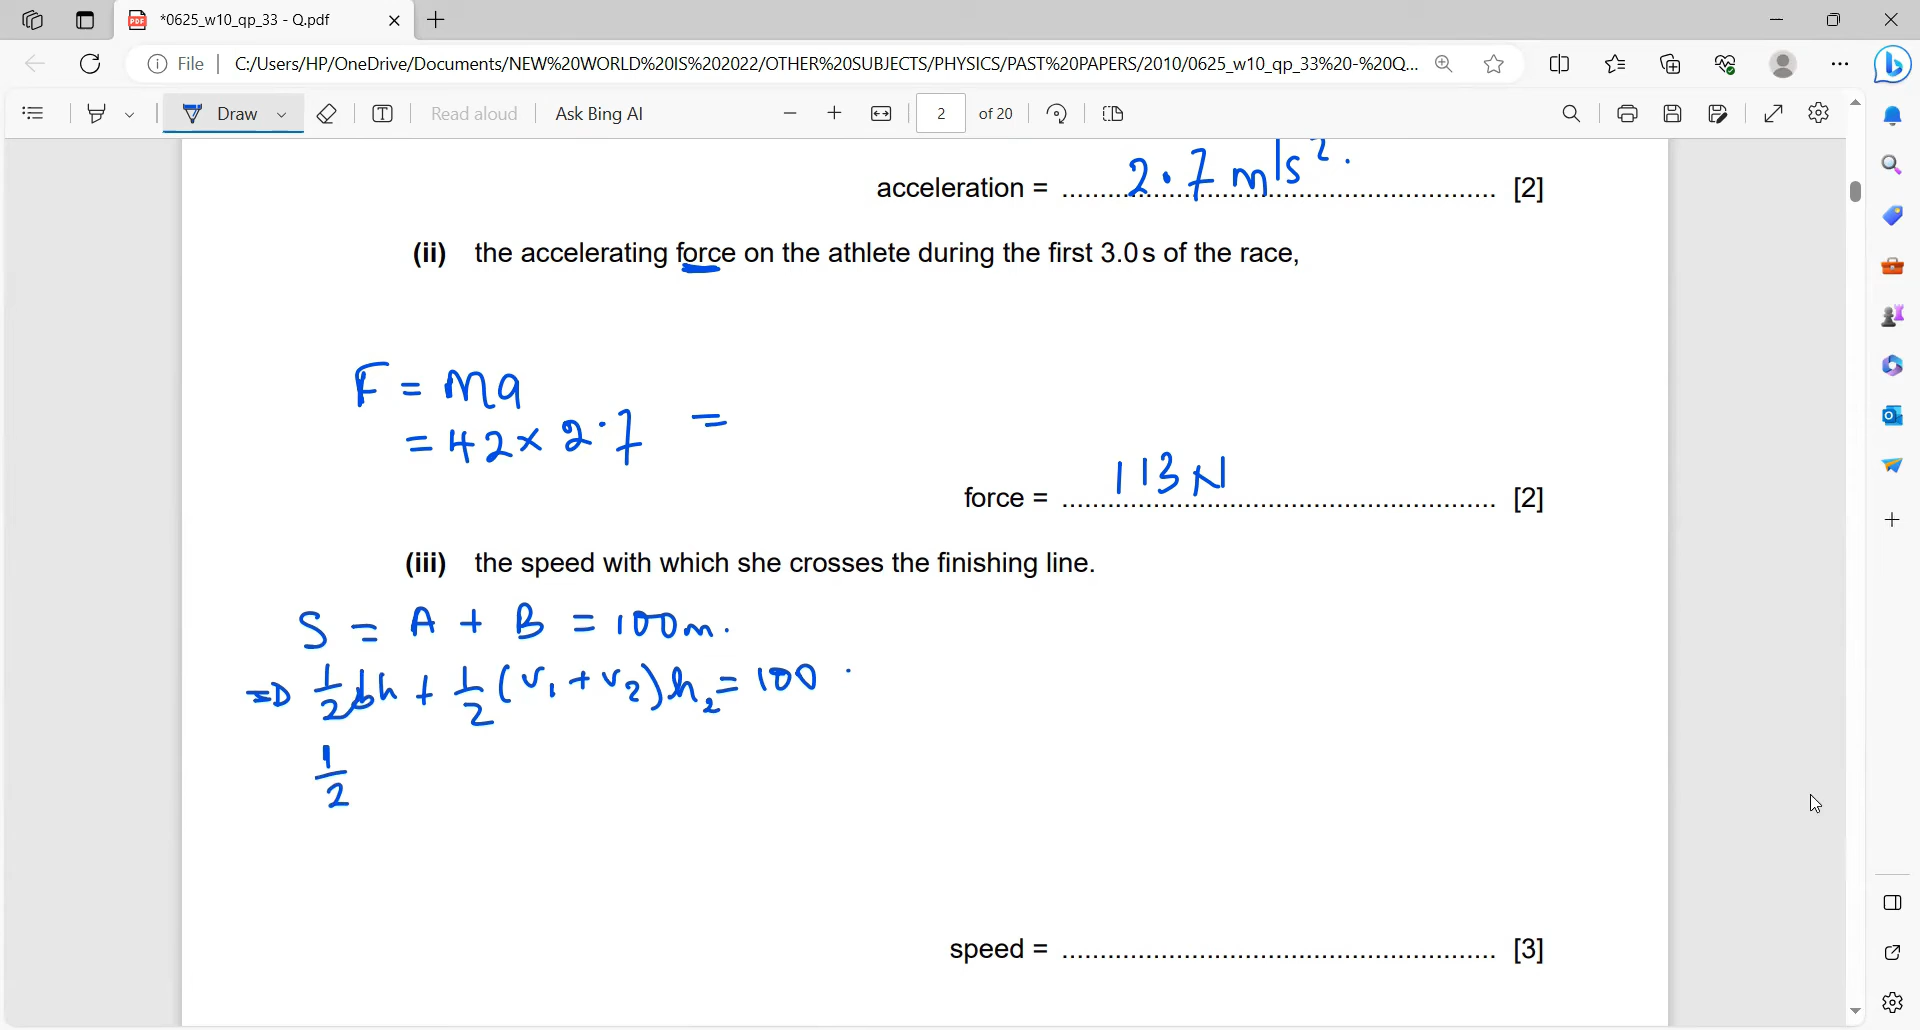 *0625_w10_qp_33 - Q.pdf
File
C:/Users/HP/OneDrive/Documents/NEW%20WORLD%20IS%202022/OTHER%20SUBJECTS/PHYSICS/PAST%20PAPERS/2010/0625_w10_qp_33%20-%20Q...
Draw
Read aloud
Ask Bing AI
2 of 20
acceleration = 2.7 m/s². [2]
(ii) the accelerating force on the athlete during the first 3.0 s of the race,
F = ma
= 42 × 2.7 =
force = 113 N [2]
(iii) the speed with which she crosses the finishing line.
S = A + B = 100m.
⇒ 1/2 bh + 1/2 (v₁ + v₂)h₂ = 100
1/2
speed = [3]